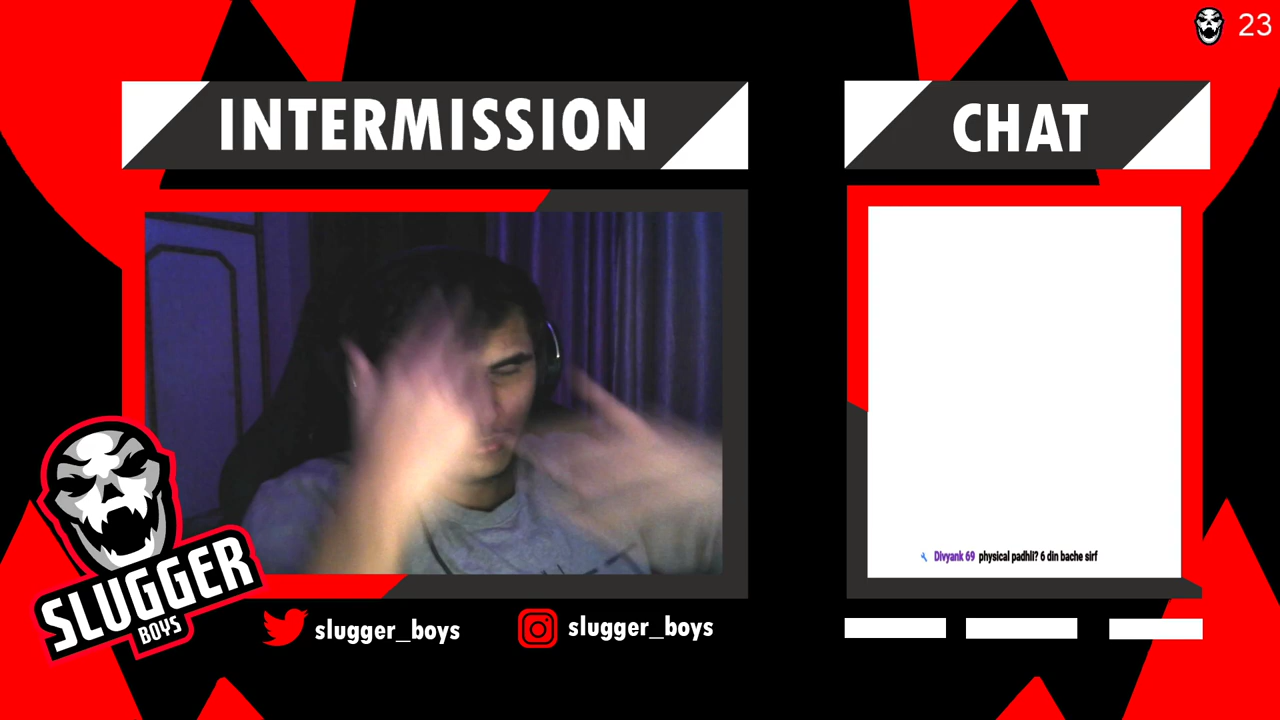 23
INTERMISSION
CHAT
Divyank 69 physical padhli? 6 din bache sirf
SLUGGER
BOYS
slugger_boys
slugger_boys